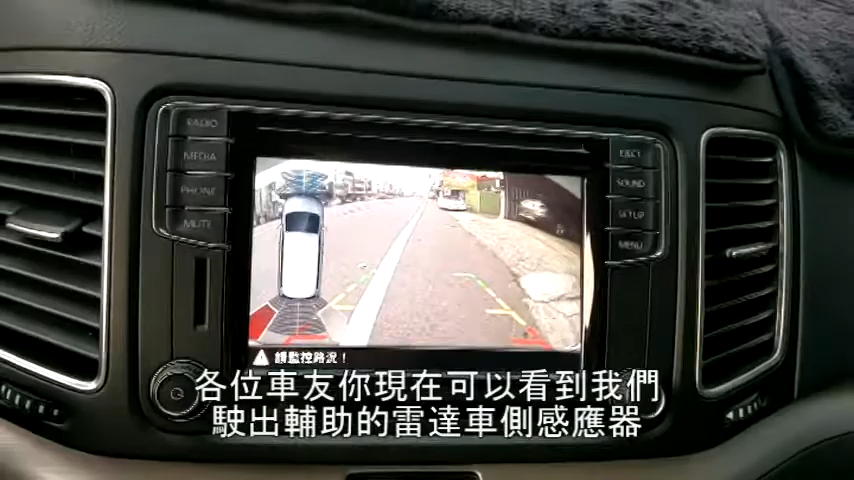 RADIO
MEDIA
PHONE
MUTE
EJECT
SOUND
SETUP
MENU
請監控路況！
各位車友你現在可以看到我們
駛出輔助的雷達車側感應器